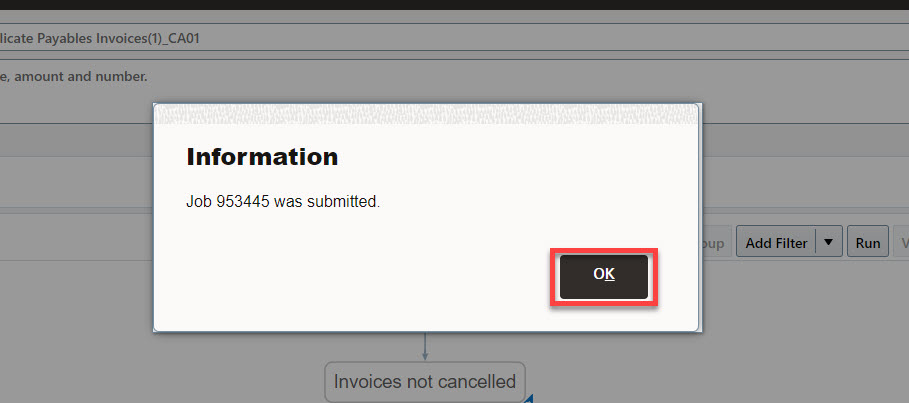 licate Payables Invoices(1)_CA01
e, amount and number.
Information
Job 953445 was submitted.
oup Add Filter Run V
OK
Invoices not cancelled